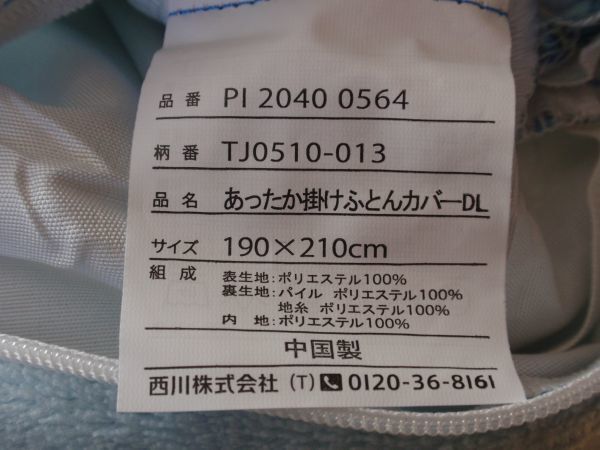 品番 PI 2040 0564
柄番 TJ0510-013
品名 あったか掛けふとんカバーDL
サイズ 190×210cm
組成 表生地:ポリエステル100%
裏生地:パイル ポリエステル100%
地糸 ポリエステル100%
内地:ポリエステル100%
中国製
西川株式会社 (T) 0120-36-8161